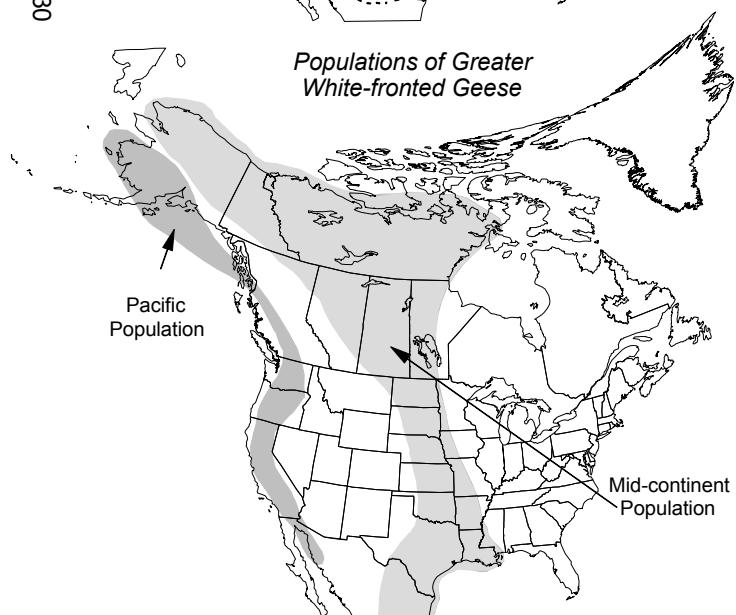 30
Populations of Greater
White-fronted Geese
Pacific
Population
Mid-continent
Population